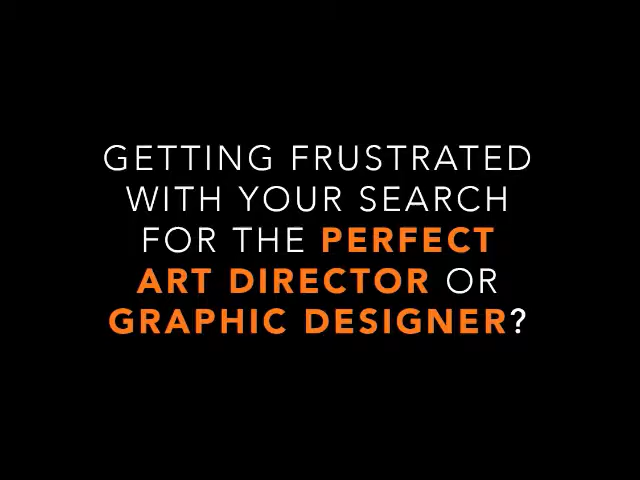 GETTING FRUSTRATED
WITH YOUR SEARCH
FOR THE PERFECT
ART DIRECTOR OR
GRAPHIC DESIGNER?